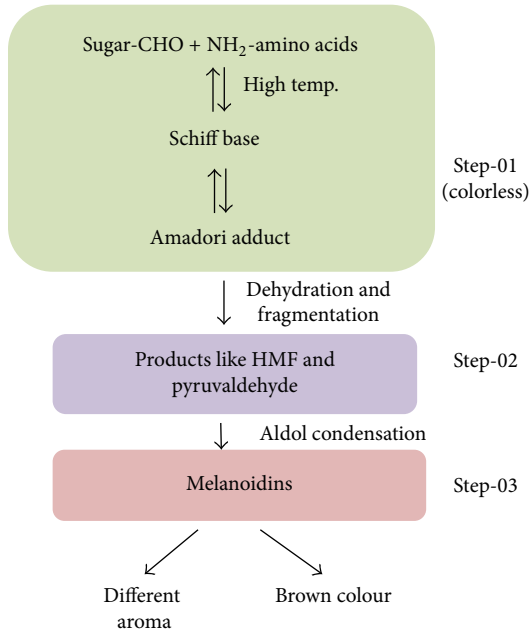 Sugar-CHO + NH₂-amino acids
High temp.
Schiff base
Step-01
(colorless)
Amadori adduct
Dehydration and
fragmentation
Products like HMF and
pyruvaldehyde
Step-02
Aldol condensation
Melanoidins
Step-03
Different
aroma
Brown colour